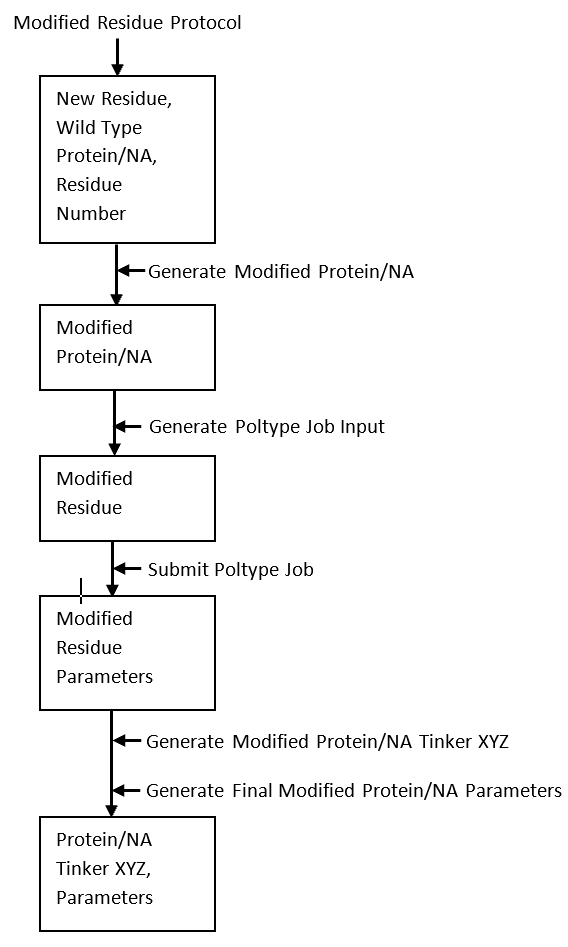 Modified Residue Protocol
New Residue,
Wild Type
Protein/NA,
Residue
Number
Generate Modified Protein/NA
Modified
Protein/NA
Generate Poltype Job Input
Modified
Residue
Submit Poltype Job
Modified
Residue
Parameters
Generate Modified Protein/NA Tinker XYZ
Generate Final Modified Protein/NA Parameters
Protein/NA
Tinker XYZ,
Parameters